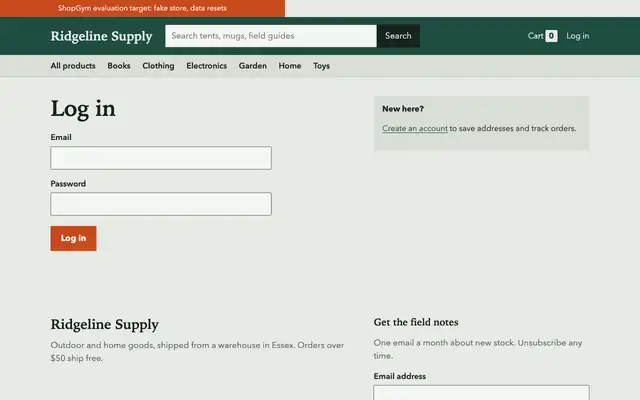 ShopGym evaluation target: fake store, data resets
Ridgeline Supply
Search tents, mugs, field guides
Search
Cart 0
Log in
All products
Books
Clothing
Electronics
Garden
Home
Toys
Log in
Email
Password
Log in
New here?
Create an account to save addresses and track orders.
Ridgeline Supply
Outdoor and home goods, shipped from a warehouse in Essex. Orders over
$50 ship free.
Get the field notes
One email a month about new stock. Unsubscribe any
time.
Email address